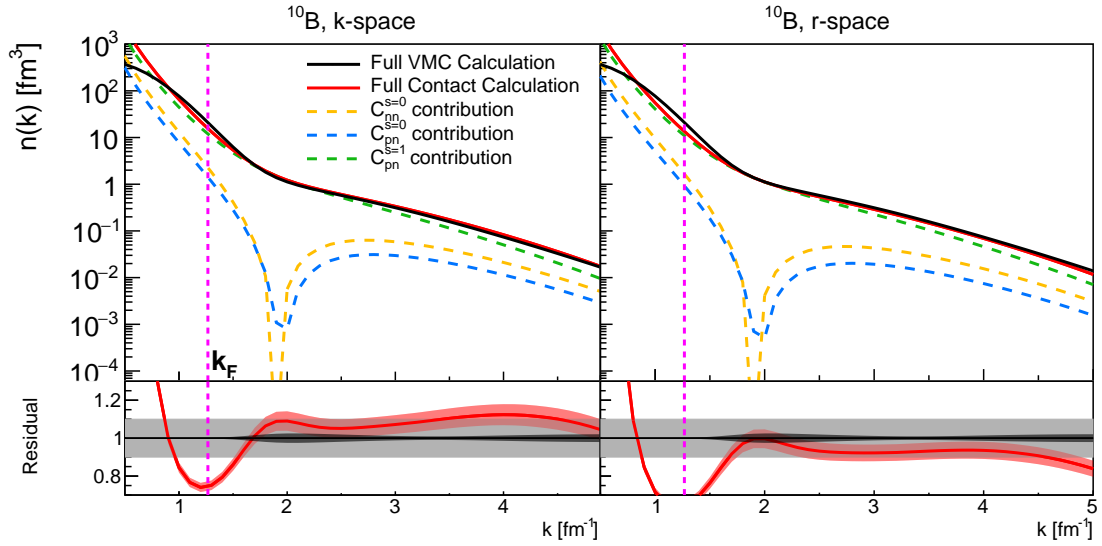 ¹⁰B, k-space
¹⁰B, r-space
n(k) [fm³]
10³
10²
10
1
10⁻¹
10⁻²
10⁻³
10⁻⁴
Full VMC Calculation
Full Contact Calculation
C_nn^{s=0} contribution
C_pn^{s=0} contribution
C_pn^{s=1} contribution
k_F
Residual
1.2
1
0.8
1 2 3 4
1 2 3 4 5
k [fm⁻¹]
k [fm⁻¹]